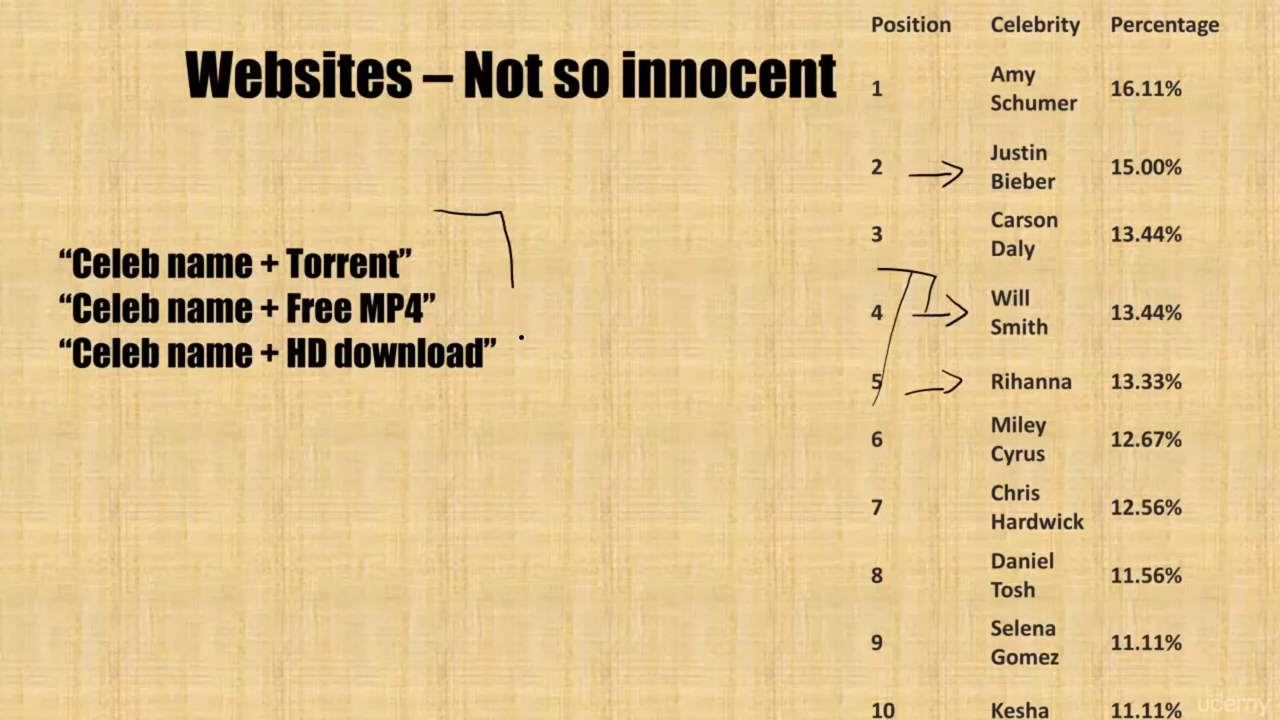 Websites – Not so innocent
“Celeb name + Torrent”
“Celeb name + Free MP4”
“Celeb name + HD download”
Position Celebrity Percentage
1 Amy Schumer 16.11%
2 Justin Bieber 15.00%
3 Carson Daly 13.44%
4 Will Smith 13.44%
5 Rihanna 13.33%
6 Miley Cyrus 12.67%
7 Chris Hardwick 12.56%
8 Daniel Tosh 11.56%
9 Selena Gomez 11.11%
10 Kesha 11.11%
udemy